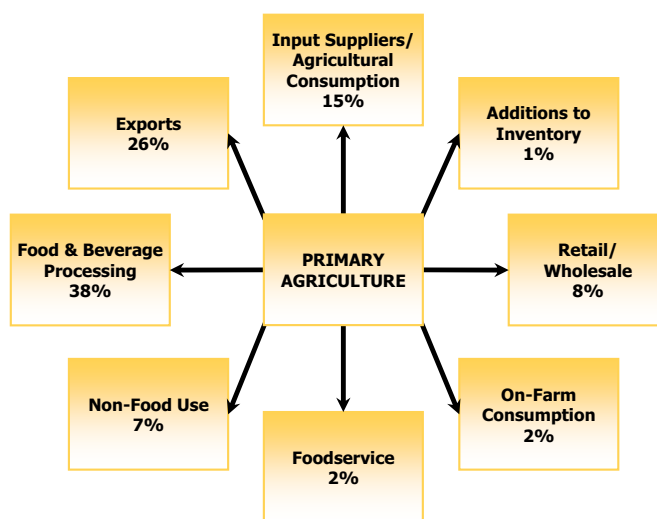 Input Suppliers/
Agricultural
Consumption
15%
Exports
26%
Additions to
Inventory
1%
Food & Beverage
Processing
38%
PRIMARY
AGRICULTURE
Retail/
Wholesale
8%
Non-Food Use
7%
On-Farm
Consumption
2%
Foodservice
2%